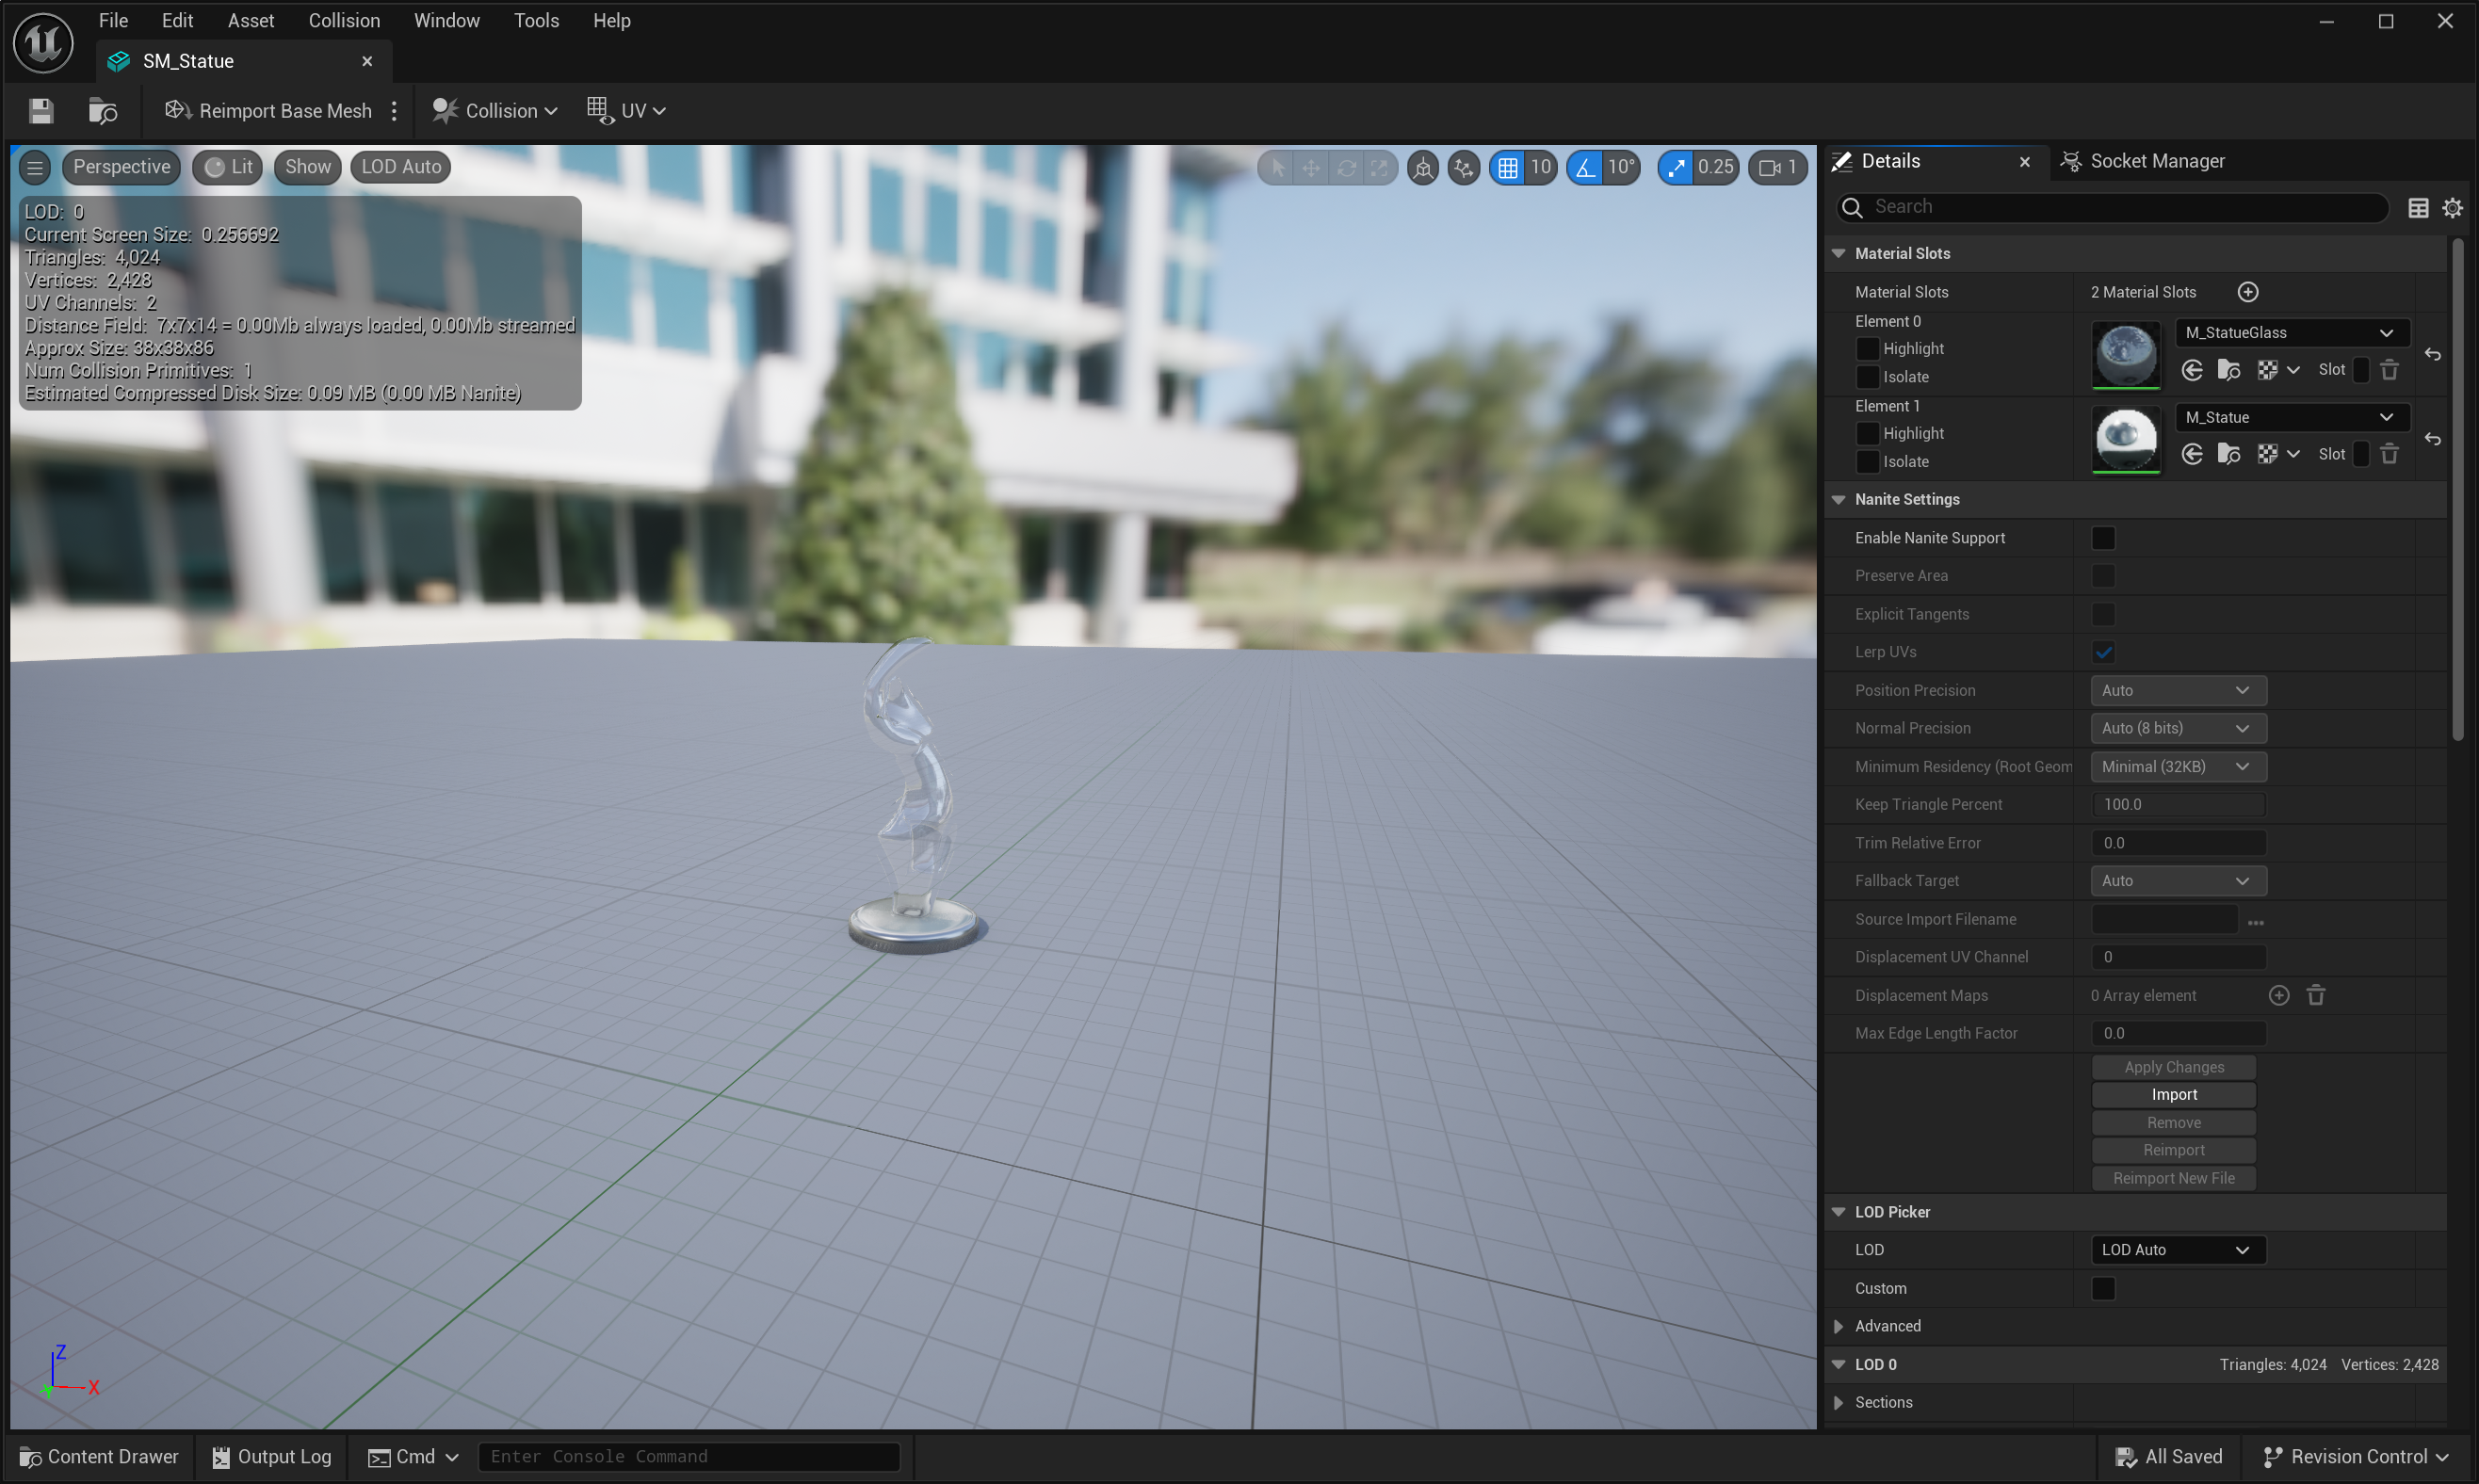 File Edit Asset Collision Window Tools Help
SM_Statue
Reimport Base Mesh Collision UV
Perspective Lit Show LOD Auto 10 10° 0.25 1
LOD: 0
Current Screen Size: 0.256692
Triangles: 4,024
Vertices: 2,428
UV Channels: 2
Distance Field: 7x7x14 = 0.00Mb always loaded, 0.00Mb streamed
Approx Size: 38x38x86
Num Collision Primitives: 1
Estimated Compressed Disk Size: 0.09 MB (0.00 MB Nanite)
Z
X
Y
Details Socket Manager
Search
Material Slots
Material Slots 2 Material Slots
Element 0
Highlight
Isolate
M_StatueGlass
Slot
Element 1
Highlight
Isolate
M_Statue
Slot
Nanite Settings
Enable Nanite Support
Preserve Area
Explicit Tangents
Lerp UVs
Position Precision Auto
Normal Precision Auto (8 bits)
Minimum Residency (Root Geom Minimal (32KB)
Keep Triangle Percent 100.0
Trim Relative Error 0.0
Fallback Target Auto
Source Import Filename
Displacement UV Channel 0
Displacement Maps 0 Array element
Max Edge Length Factor 0.0
Apply Changes
Import
Remove
Reimport
Reimport New File
LOD Picker
LOD LOD Auto
Custom
Advanced
LOD 0 Triangles: 4,024 Vertices: 2,428
Sections
Content Drawer Output Log Cmd Enter Console Command All Saved Revision Control